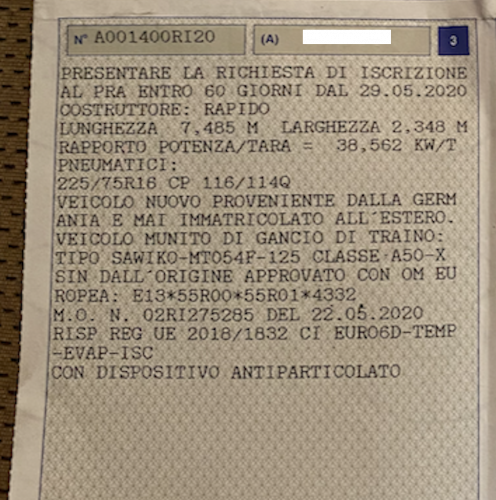 N° A001400RI20 (A) 3
PRESENTARE LA RICHIESTA DI ISCRIZIONE
AL PRA ENTRO 60 GIORNI DAL 29.05.2020
COSTRUTTORE: RAPIDO
LUNGHEZZA 7,485 M LARGHEZZA 2,348 M
RAPPORTO POTENZA/TARA = 38,562 KW/T
PNEUMATICI:
225/75R16 CP 116/114Q
VEICOLO NUOVO PROVENIENTE DALLA GERM
ANIA E MAI IMMATRICOLATO ALL'ESTERO.
VEICOLO MUNITO DI GANCIO DI TRAINO:
TIPO SAWIKO-MT054F-125 CLASSE A50-X
SIN DALL'ORIGINE APPROVATO CON OM EU
ROPEA: E13*55R00*55R01*4332
M.O. N. 02RI275285 DEL 22.05.2020
RISP REG UE 2018/1832 CI EURO6D-TEMP
-EVAP-ISC
CON DISPOSITIVO ANTIPARTICOLATO